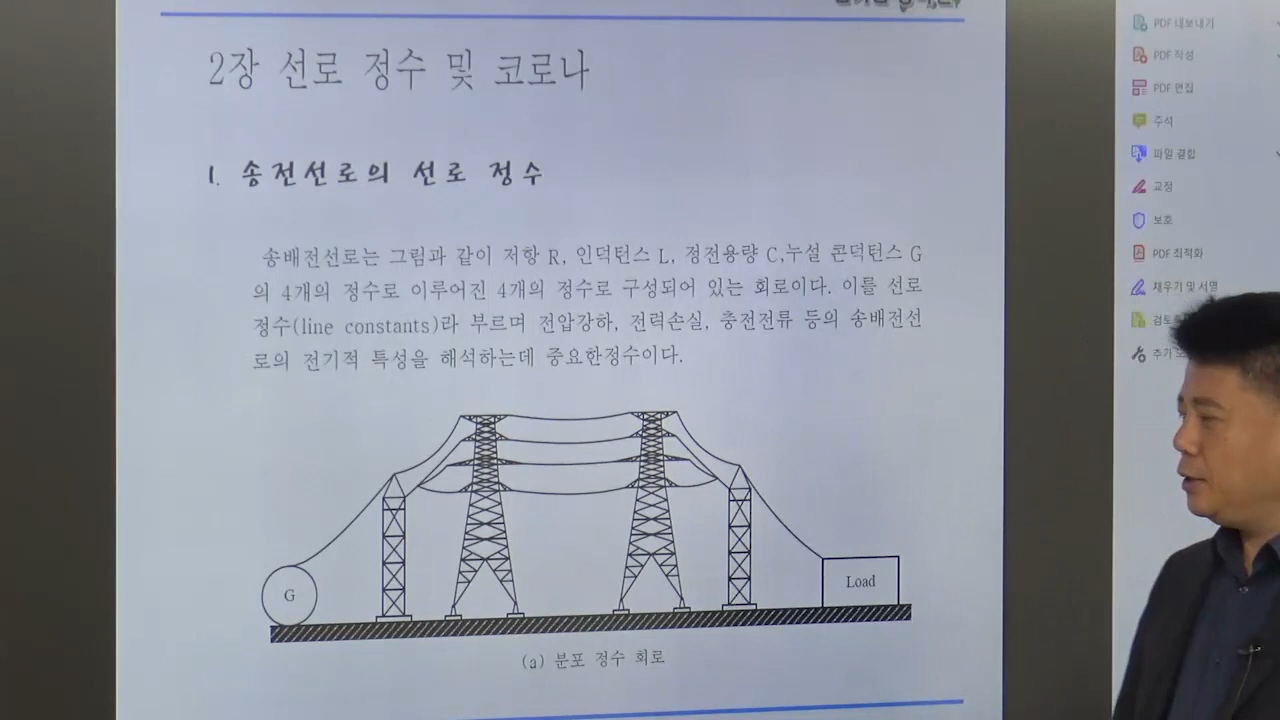 2장 선로 정수 및 코로나
1. 송전선로의 선로 정수
송배전선로는 그림과 같이 저항 R, 인덕턴스 L, 정전용량 C,누설 콘덕턴스 G
의 4개의 정수로 이루어진 4개의 정수로 구성되어 있는 회로이다. 이를 선로
정수(line constants)라 부르며 전압강하, 전력손실, 충전전류 등의 송배전선
로의 전기적 특성을 해석하는데 중요한정수이다.
G
Load
(a) 분포 정수 회로
PDF 내보내기
PDF 작성
PDF 편집
주석
파일 결합
교정
보호
PDF 최적화
채우기 및 서명
검토
추가